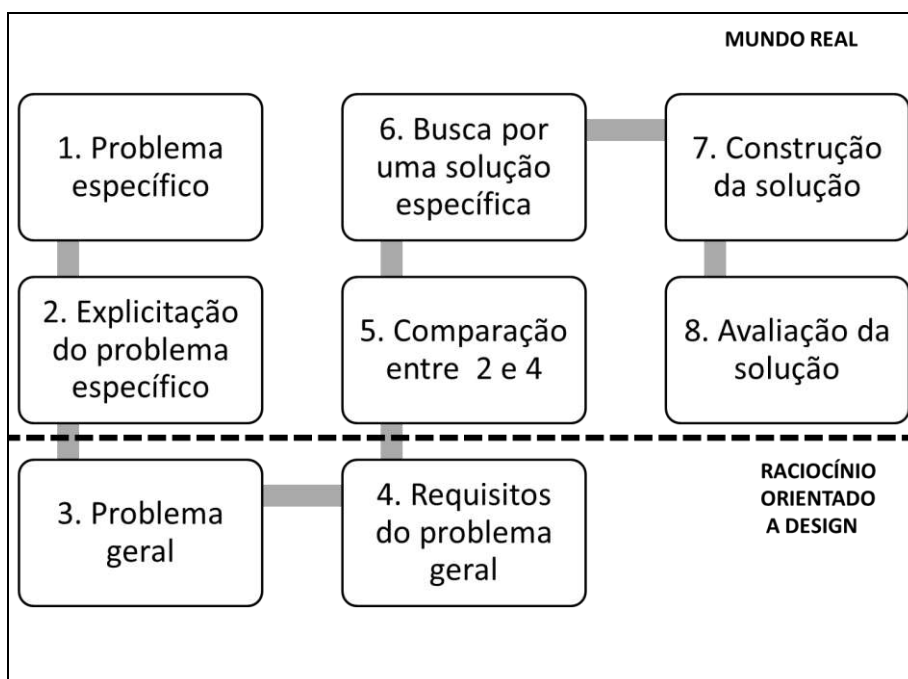 MUNDO REAL
1. Problema
específico
2. Explicitação
do problema
específico
3. Problema
geral
4. Requisitos
do problema
geral
5. Comparação
entre 2 e 4
6. Busca por
uma solução
específica
7. Construção
da solução
8. Avaliação da
solução
RACIOCÍNIO
ORIENTADO
A DESIGN